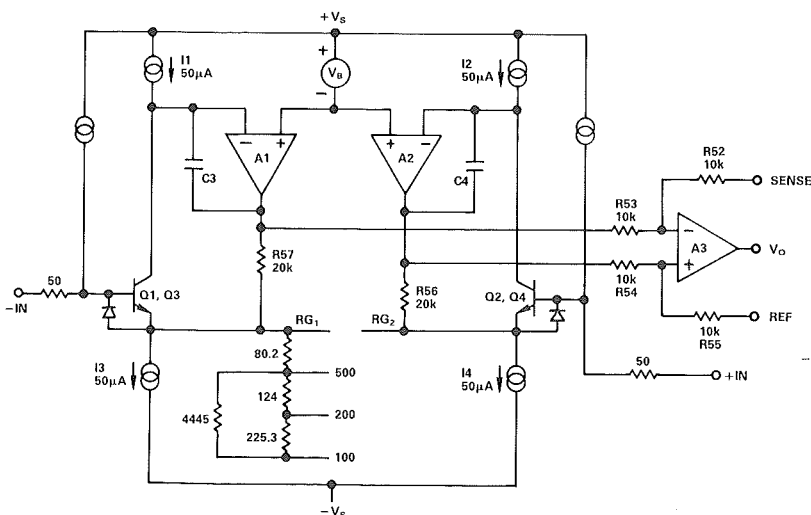 +VS
I1
50µA
+
VB
−
I2
50µA
− +
A1
+ −
A2
C3
C4
R52
10k
SENSE
R53
10k
−
A3
+
VO
R57
20k
R56
20k
10k
R54
10k
R55
REF
50
−IN
Q1, Q3
Q2, Q4
RG1
RG2
80.2
500
I3
50µA
I4
50µA
50
+IN
124
4445
200
225.3
100
−VS